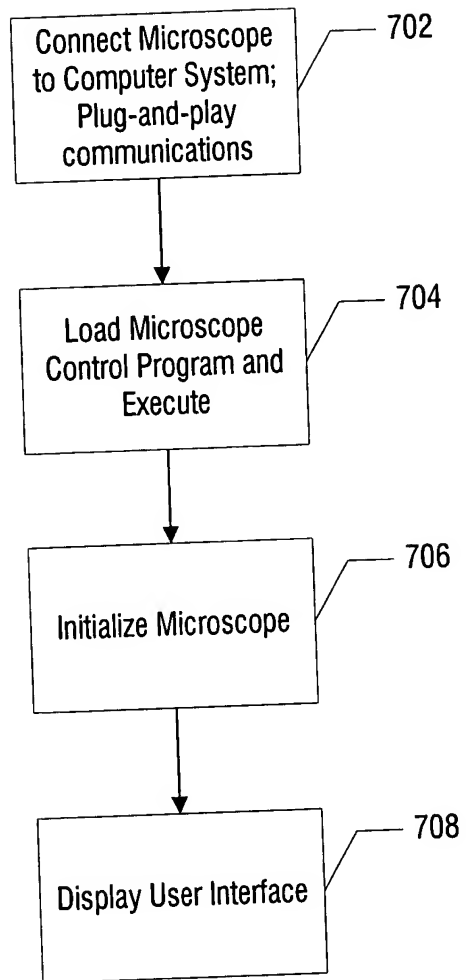 Connect Microscope
to Computer System;
Plug-and-play
communications
702
Load Microscope
Control Program and
Execute
704
Initialize Microscope
706
Display User Interface
708